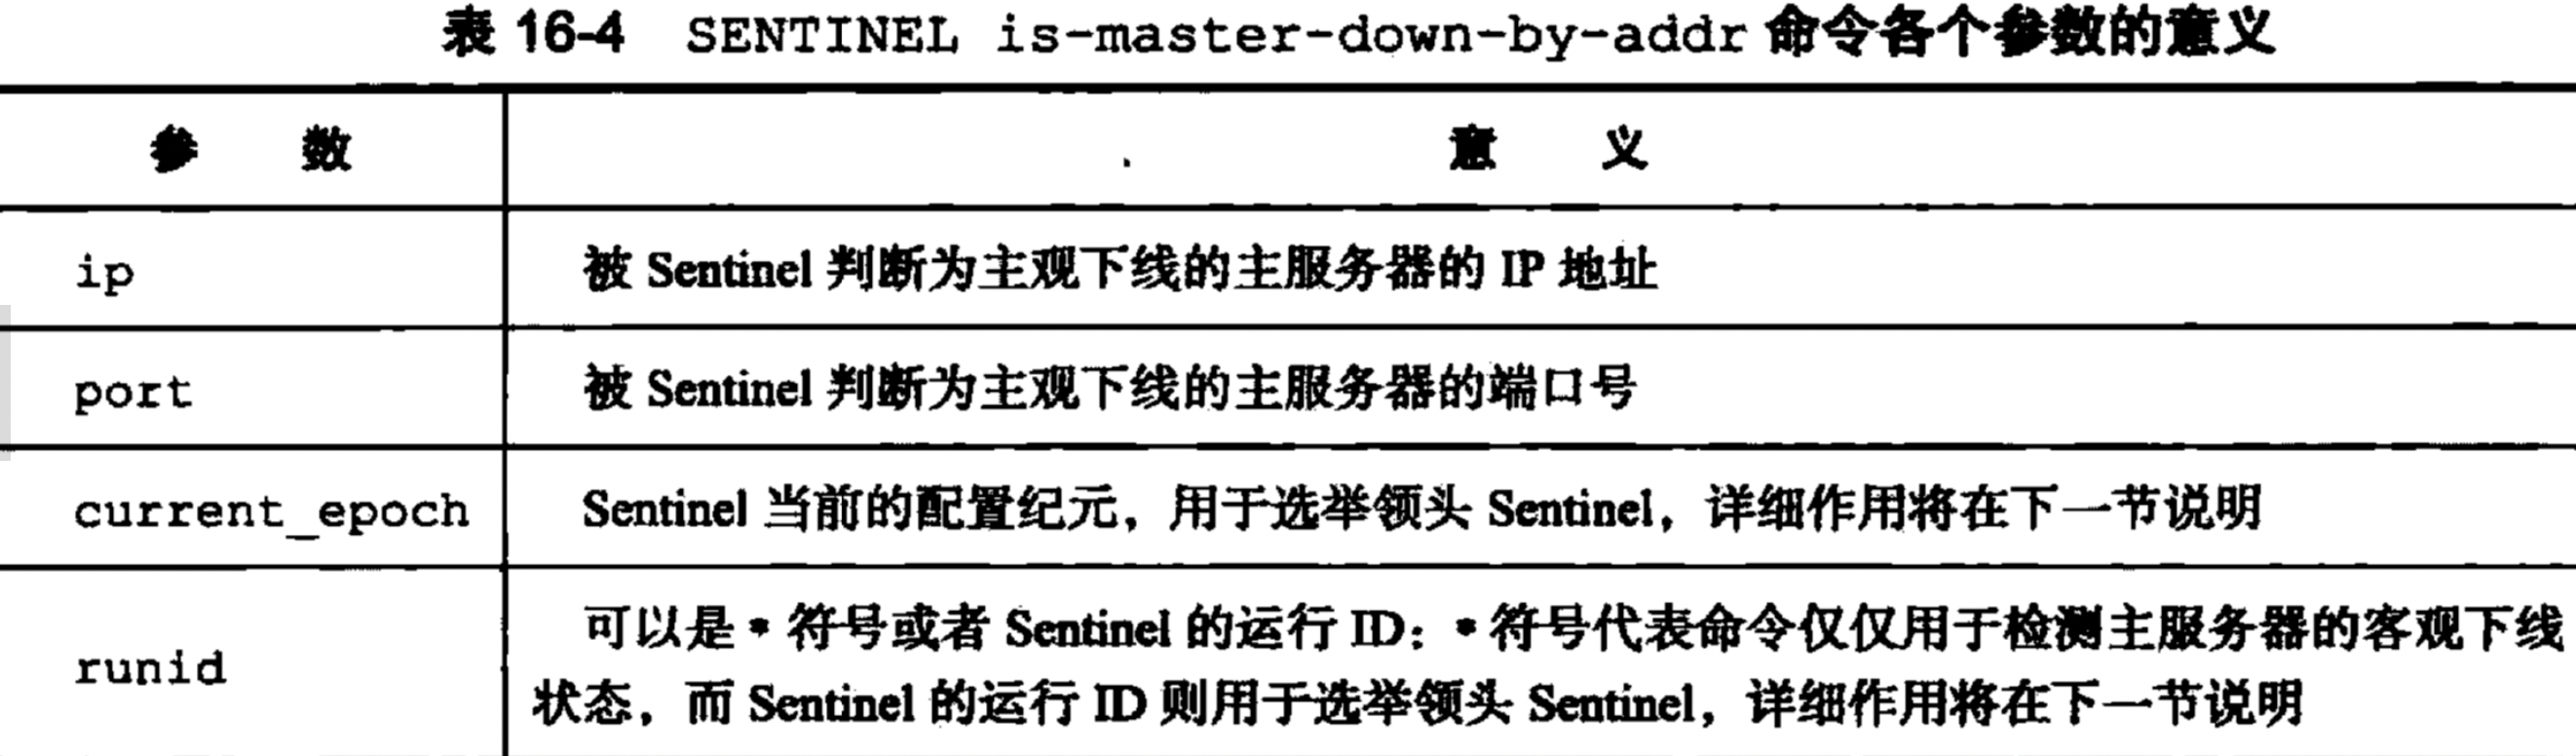 表 16-4 SENTINEL is-master-down-by-addr 命令各个参数的意义
参 数 意 义
ip 被 Sentinel 判断为主观下线的主服务器的 IP 地址
port 被 Sentinel 判断为主观下线的主服务器的端口号
current_epoch Sentinel 当前的配置纪元，用于选举领头 Sentinel，详细作用将在下一节说明
runid 可以是 * 符号或者 Sentinel 的运行 ID：* 符号代表命令仅仅用于检测主服务器的客观下线
状态，而 Sentinel 的运行 ID 则用于选举领头 Sentinel，详细作用将在下一节说明